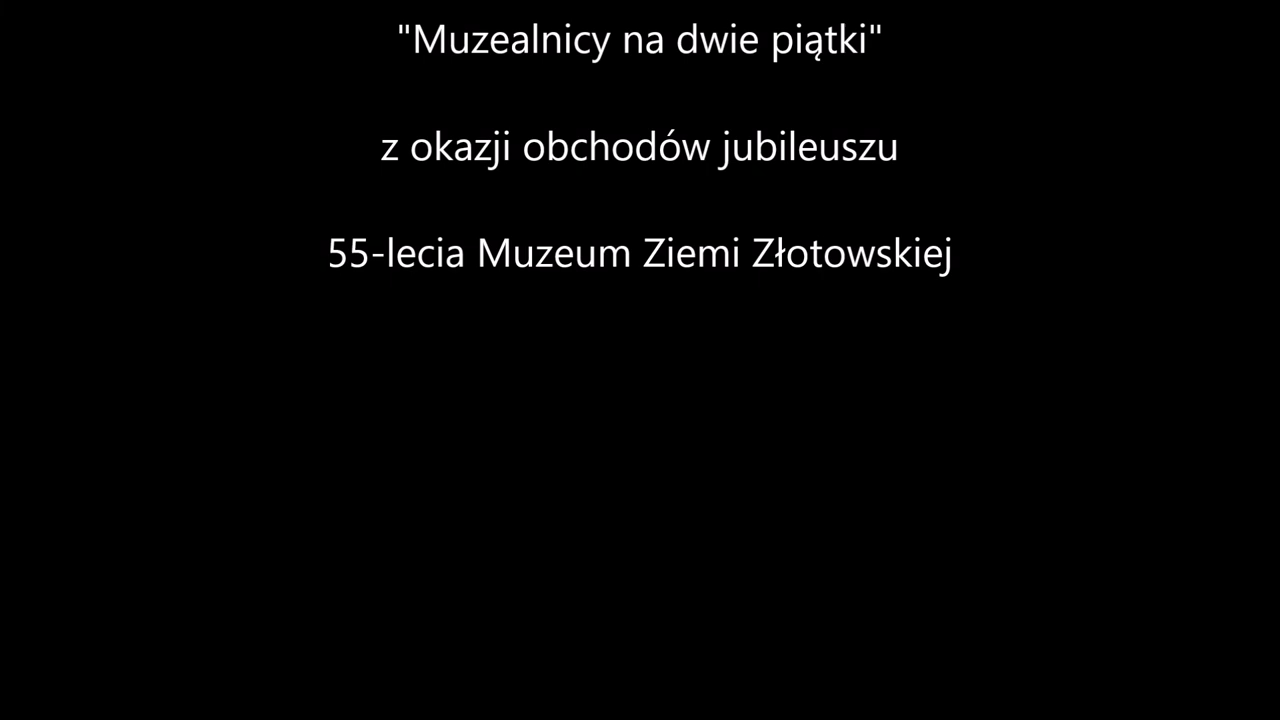 "Muzealnicy na dwie piątki"
z okazji obchodów jubileuszu
55-lecia Muzeum Ziemi Złotowskiej